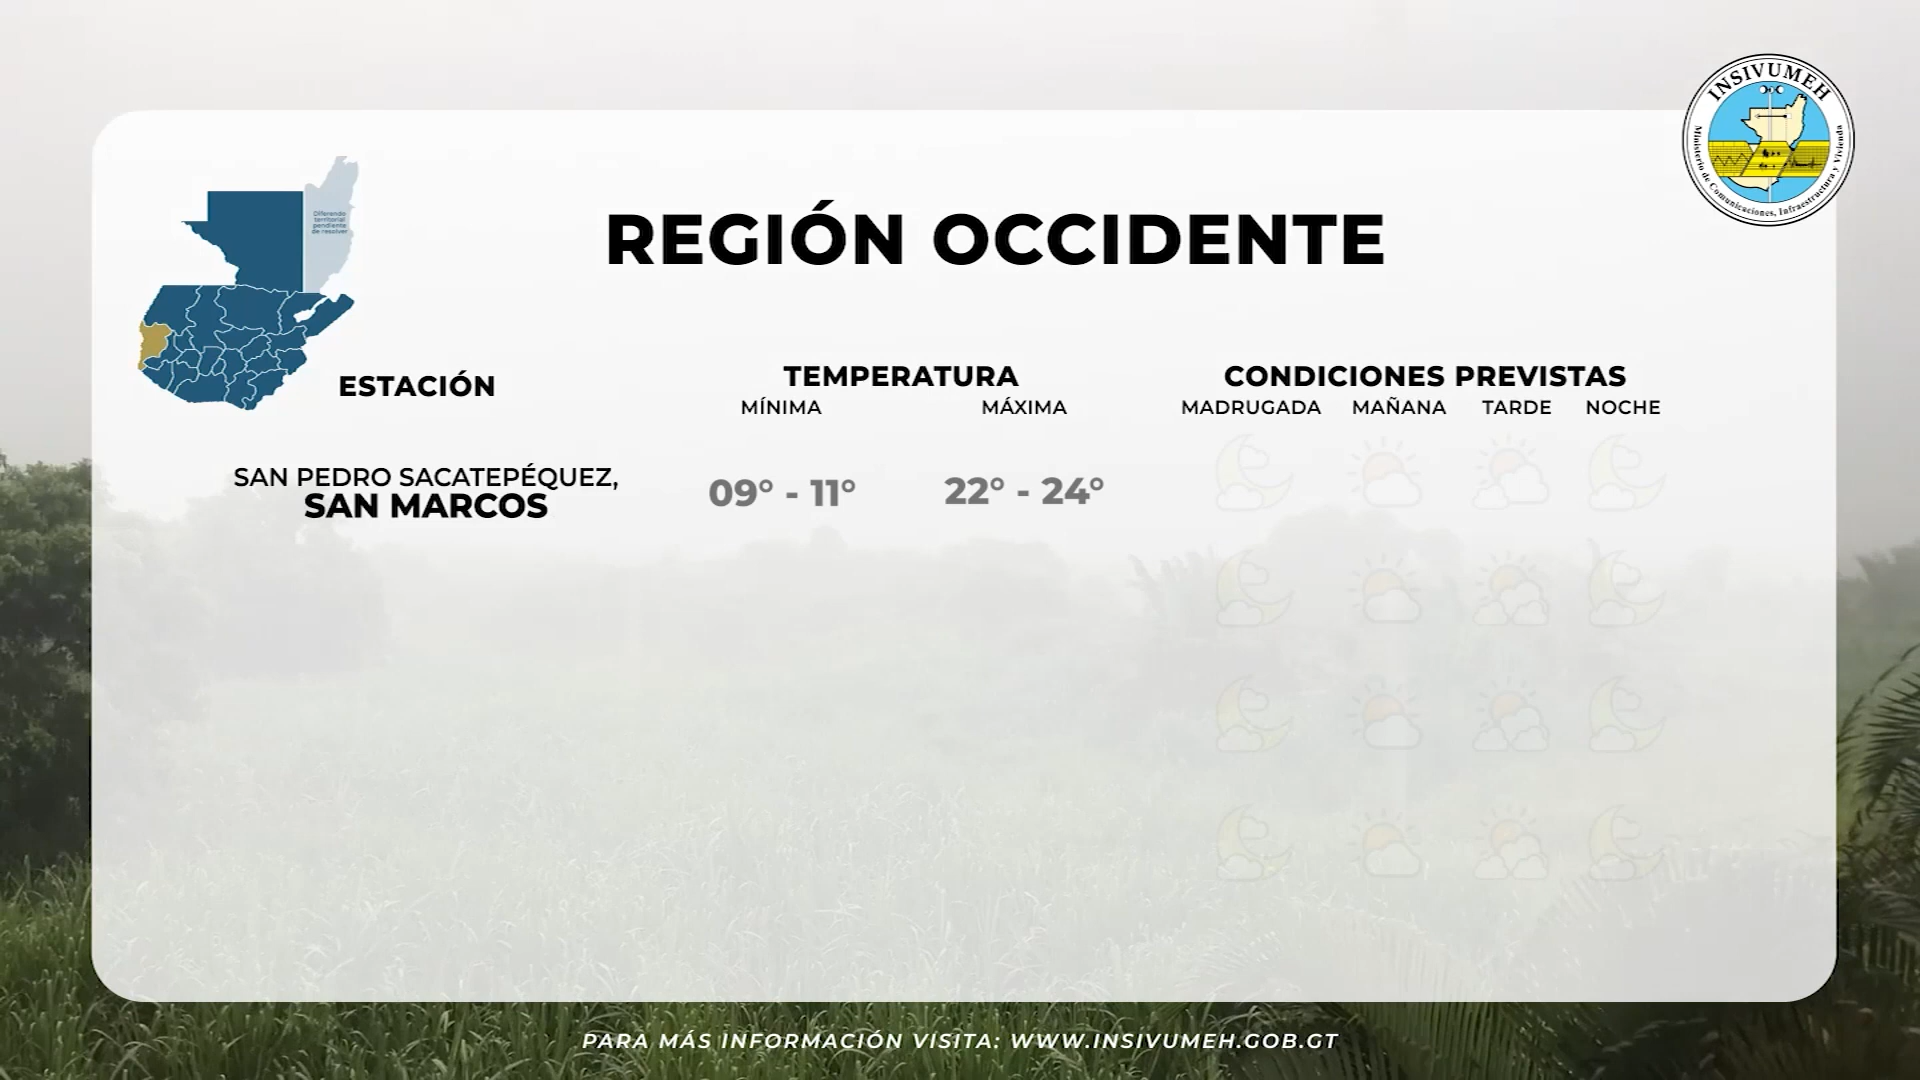 INSIVUMEH
Ministerio de Comunicaciones, Infraestructura y Vivienda
Diferendo
territorial
pendiente
de resolver
REGIÓN OCCIDENTE
ESTACIÓN
TEMPERATURA
MÍNIMA MÁXIMA
CONDICIONES PREVISTAS
MADRUGADA MAÑANA TARDE NOCHE
SAN PEDRO SACATEPÉQUEZ,
SAN MARCOS
09° - 11° 22° - 24°
PARA MÁS INFORMACIÓN VISITA: WWW.INSIVUMEH.GOB.GT